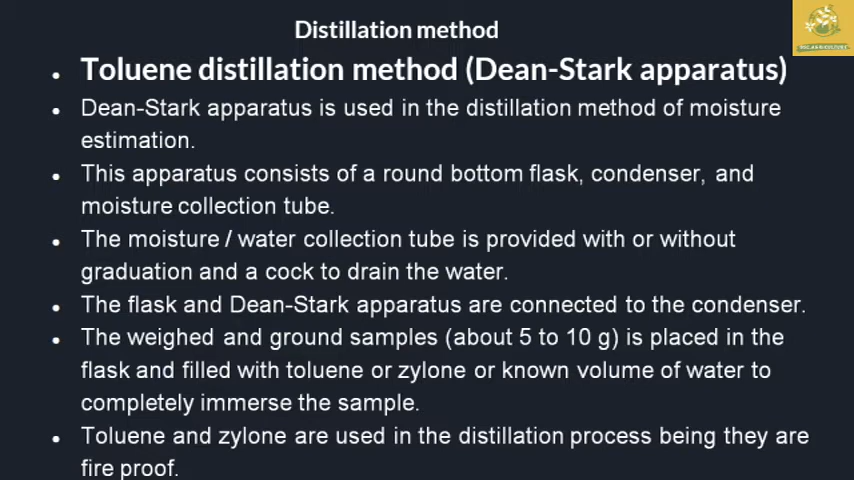 Distillation method
BSC.AGRICULTURE
• Toluene distillation method (Dean-Stark apparatus)
• Dean-Stark apparatus is used in the distillation method of moisture
estimation.
• This apparatus consists of a round bottom flask, condenser, and
moisture collection tube.
• The moisture / water collection tube is provided with or without
graduation and a cock to drain the water.
• The flask and Dean-Stark apparatus are connected to the condenser.
• The weighed and ground samples (about 5 to 10 g) is placed in the
flask and filled with toluene or zylone or known volume of water to
completely immerse the sample.
• Toluene and zylone are used in the distillation process being they are
fire proof.